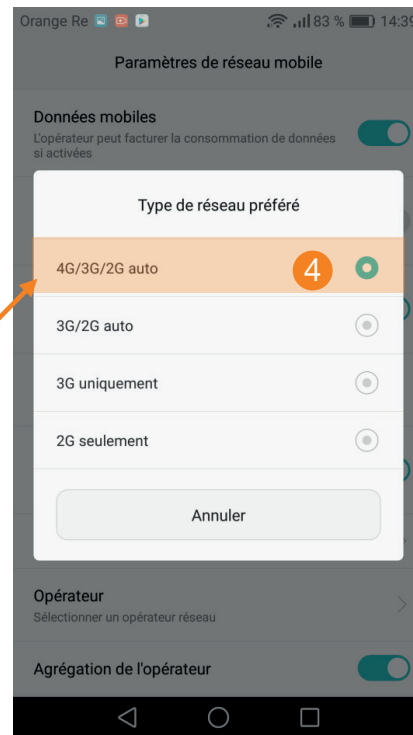 Orange Re 83 % 14:39
Paramètres de réseau mobile
Données mobiles
L'opérateur peut facturer la consommation de données
si activées
Type de réseau préféré
4G/3G/2G auto 4
3G/2G auto
3G uniquement
2G seulement
Annuler
Opérateur
Sélectionner un opérateur réseau
Agrégation de l'opérateur